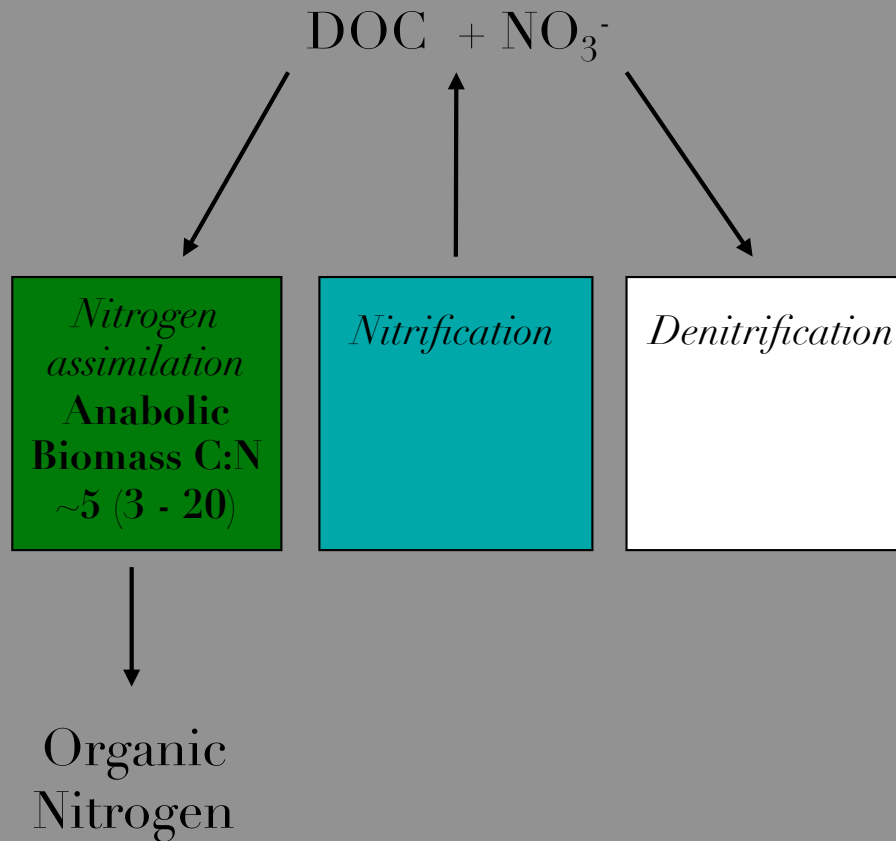 DOC + NO₃⁻
Nitrogen
assimilation
Anabolic
Biomass C:N
~5 (3 - 20)
Nitrification
Denitrification
Organic
Nitrogen